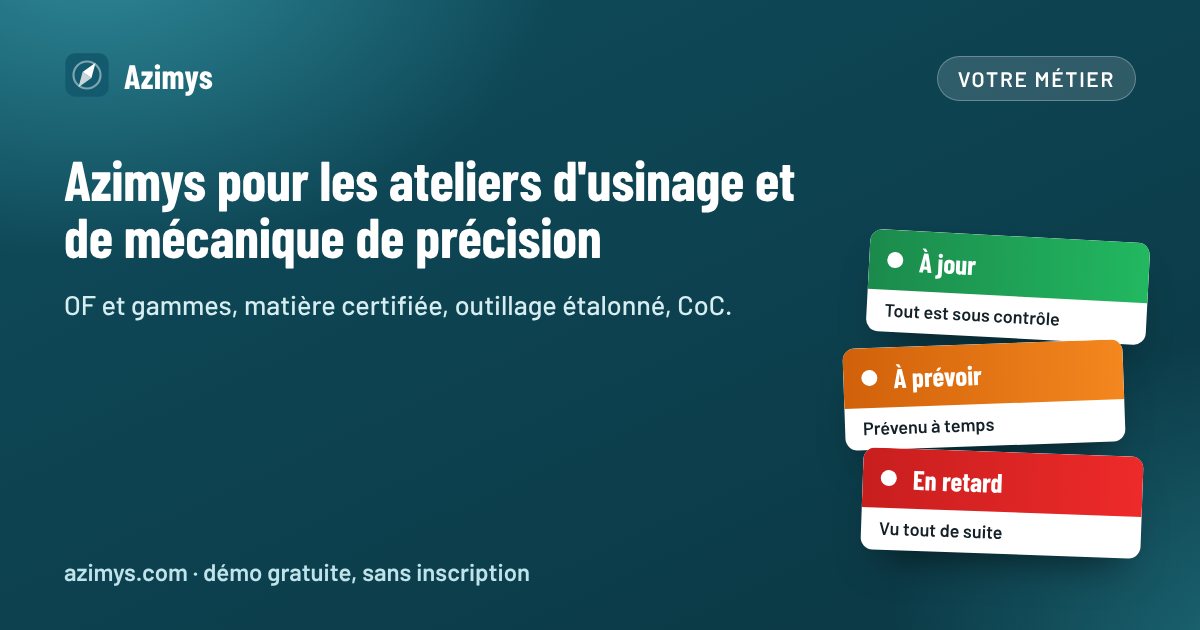 Azimys
VOTRE MÉTIER
Azimys pour les ateliers d'usinage et
de mécanique de précision
OF et gammes, matière certifiée, outillage étalonné, CoC.
À jour
Tout est sous contrôle
À prévoir
Prévenu à temps
En retard
Vu tout de suite
azimys.com · démo gratuite, sans inscription